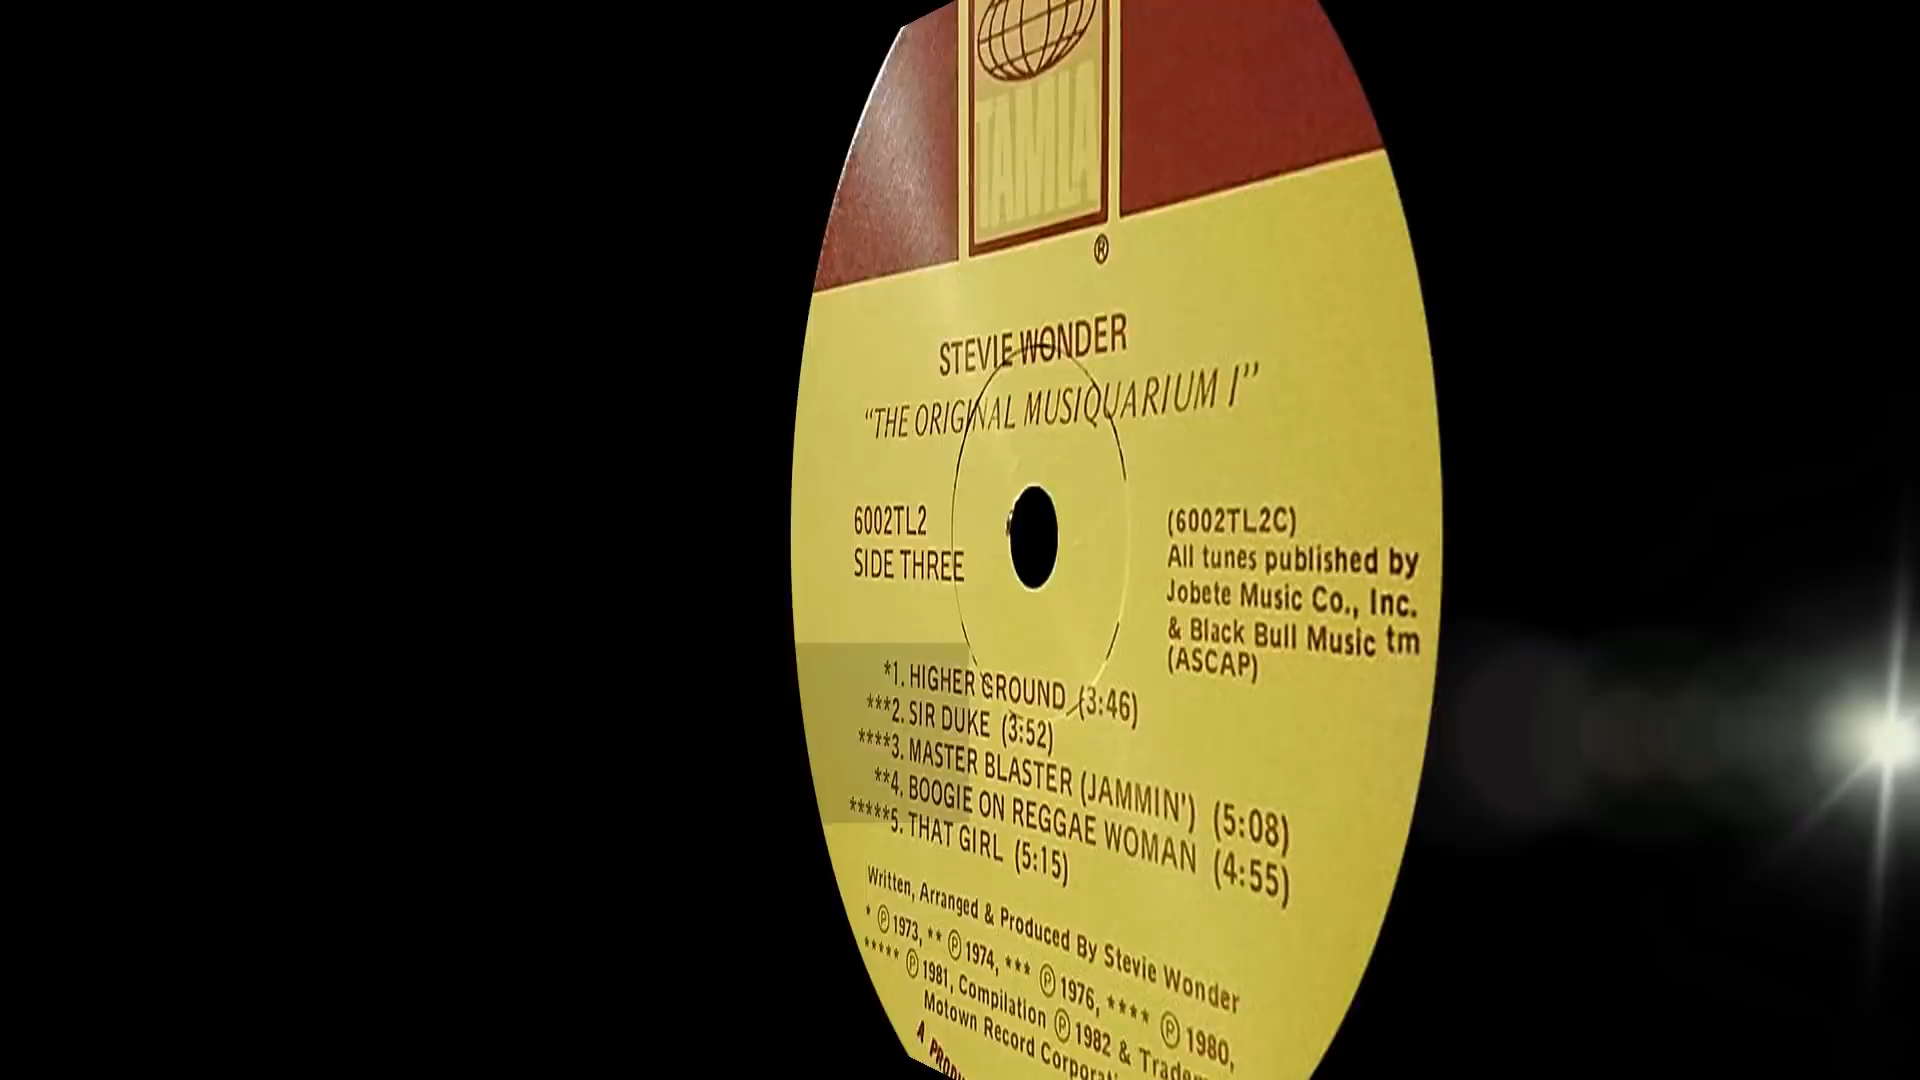 TAMLA
®
STEVIE WONDER
"THE ORIGINAL MUSIQUARIUM I"
6002TL2
SIDE THREE
(6002TL2C)
All tunes published by
Jobete Music Co., Inc.
& Black Bull Music tm
(ASCAP)
*1. HIGHER GROUND (3:46)
***2. SIR DUKE (3:52)
****3. MASTER BLASTER (JAMMIN') (5:08)
**4. BOOGIE ON REGGAE WOMAN (4:55)
*****5. THAT GIRL (5:15)
Written, Arranged & Produced By Stevie Wonder
* Ⓟ 1973, ** Ⓟ 1974, *** Ⓟ 1976, **** Ⓟ 1980,
***** Ⓟ 1981, Compilation Ⓟ 1982 &
Motown Record
A